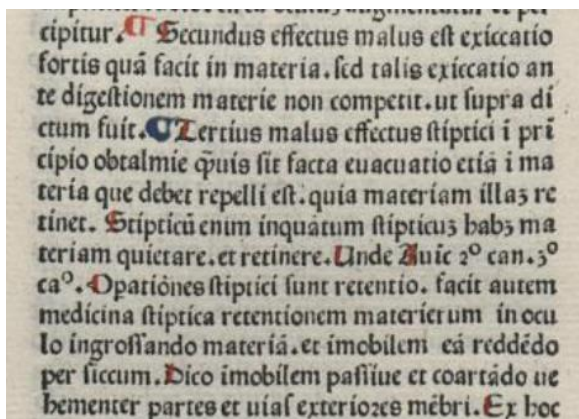 cipitur. ¶ Secundus effectus malus est exiccatio
fortis quã facit in materia. sed talis exiccatio an
te digestionem materie non competit. ut supra di
ctum fuit. ¶ Tertius malus effectus stiptici ĩ pri
cipio obtalmie q̃uis sit facta euacuatio etiã ĩ ma
teria que debet repelli est. quia materiam illaꝫ re
tinet. Stipticũ enim inquatum stipticuꝫ habꝫ ma
teriam quietare. et retinere. Unde Auic 2º can. 3º
caº. Opatiões stiptici sunt retentio. facit autem
medicina stiptica retentionem materierum in ocu
lo ingrossando materiã. et imobilem eã reddẽdo
per siccum. Dico imobilem passiue et coartãdo ue
hementer partes et uias exteriores mẽbri. Ex hoc